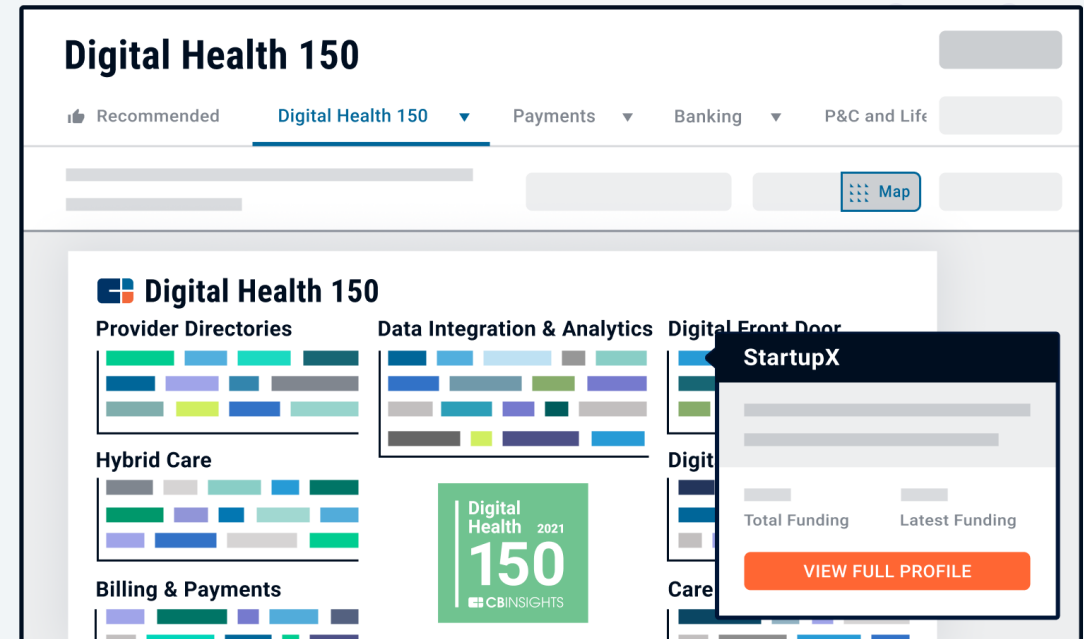 Digital Health 150
Recommended
Digital Health 150
Payments
Banking
P&C and Life
Map
Digital Health 150
Provider Directories
Data Integration & Analytics
Digital Front Door
StartupX
Hybrid Care
Digit
Total Funding
Latest Funding
VIEW FULL PROFILE
Digital
Health 2021
150
CBINSIGHTS
Billing & Payments
Care